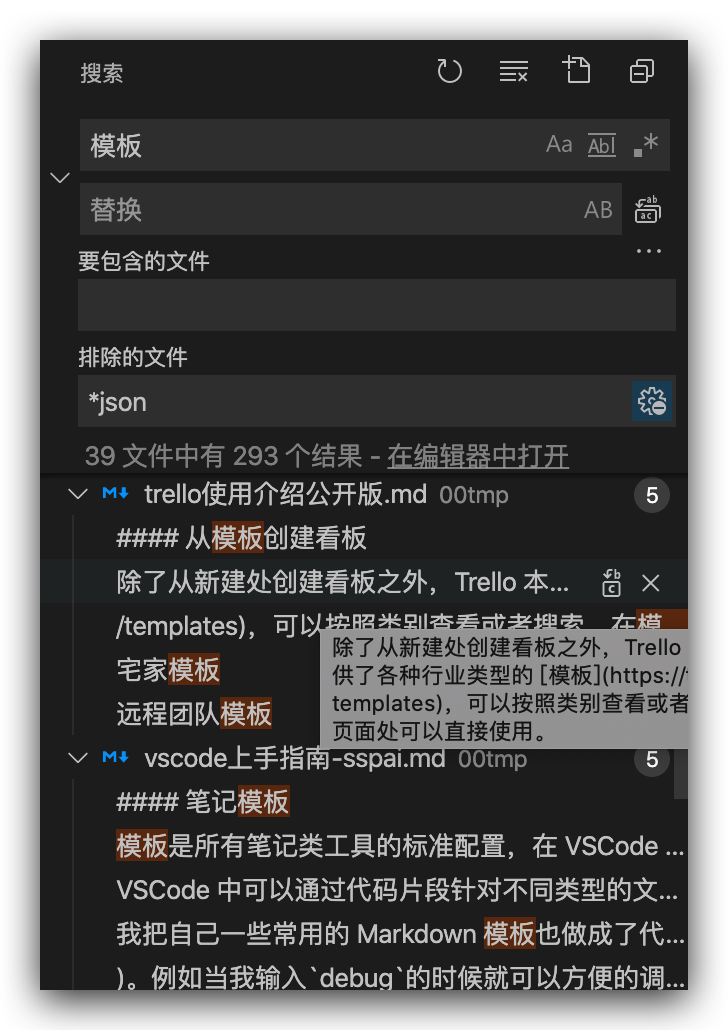 搜索
模板
Aa Abl .*
替换
AB
要包含的文件
排除的文件
*json
39 文件中有 293 个结果 - 在编辑器中打开
trello使用介绍公开版.md 00tmp 5
#### 从模板创建看板
除了从新建处创建看板之外，Trello 本...
/templates)，可以按照类别查看或者搜索，在模
除了从新建处创建看板之外，Trello
供了各种行业类型的 [模板](https://
templates)，可以按照类别查看或者
页面处可以直接使用。
宅家模板
远程团队模板
vscode上手指南-sspai.md 00tmp 5
#### 笔记模板
模板是所有笔记类工具的标准配置，在 VSCode ...
VSCode 中可以通过代码片段针对不同类型的文...
我把自己一些常用的 Markdown 模板也做成了代...
)。例如当我输入`debug`的时候就可以方便的调...